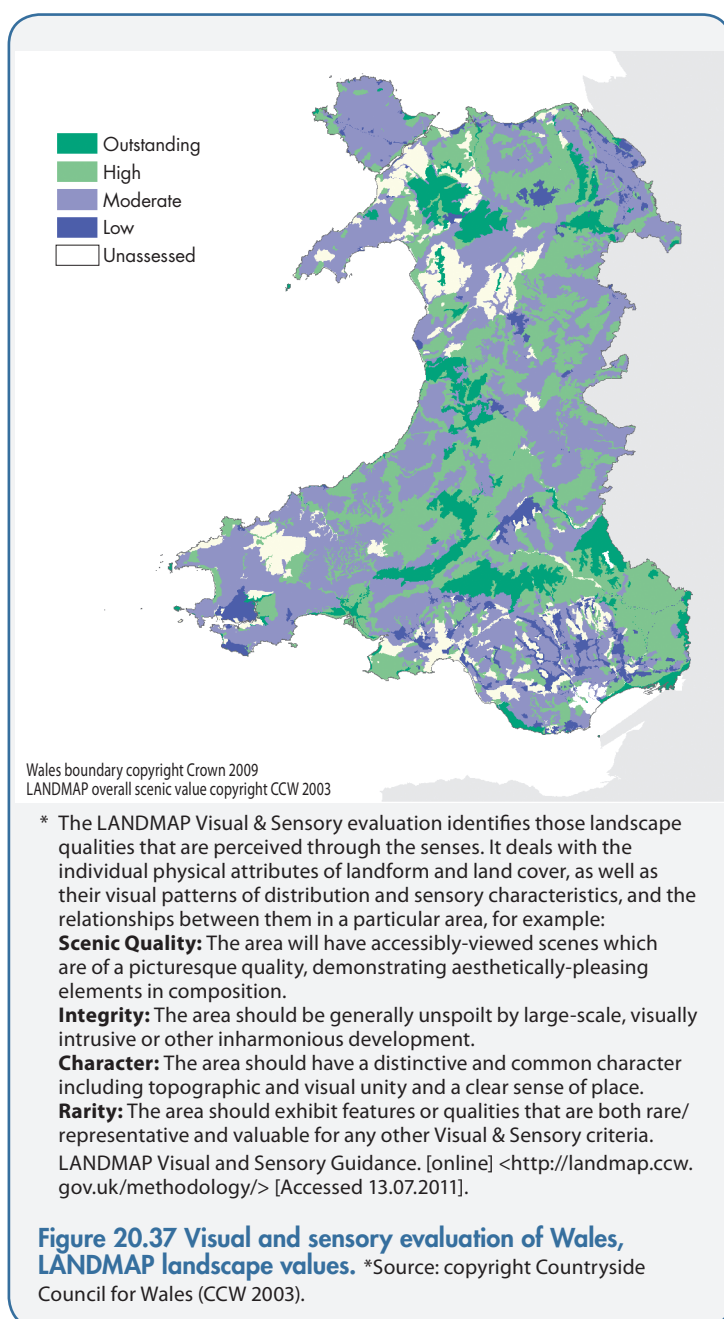 Outstanding
High
Moderate
Low
Unassessed
Wales boundary copyright Crown 2009
LANDMAP overall scenic value copyright CCW 2003
* The LANDMAP Visual & Sensory evaluation identifies those landscape
qualities that are perceived through the senses. It deals with the
individual physical attributes of landform and land cover, as well as
their visual patterns of distribution and sensory characteristics, and the
relationships between them in a particular area, for example:
Scenic Quality: The area will have accessibly-viewed scenes which
are of a picturesque quality, demonstrating aesthetically-pleasing
elements in composition.
Integrity: The area should be generally unspoilt by large-scale, visually
intrusive or other inharmonious development.
Character: The area should have a distinctive and common character
including topographic and visual unity and a clear sense of place.
Rarity: The area should exhibit features or qualities that are both rare/
representative and valuable for any other Visual & Sensory criteria.
LANDMAP Visual and Sensory Guidance. [online] <http://landmap.ccw.
gov.uk/methodology/> [Accessed 13.07.2011].
Figure 20.37 Visual and sensory evaluation of Wales,
LANDMAP landscape values. *Source: copyright Countryside
Council for Wales (CCW 2003).